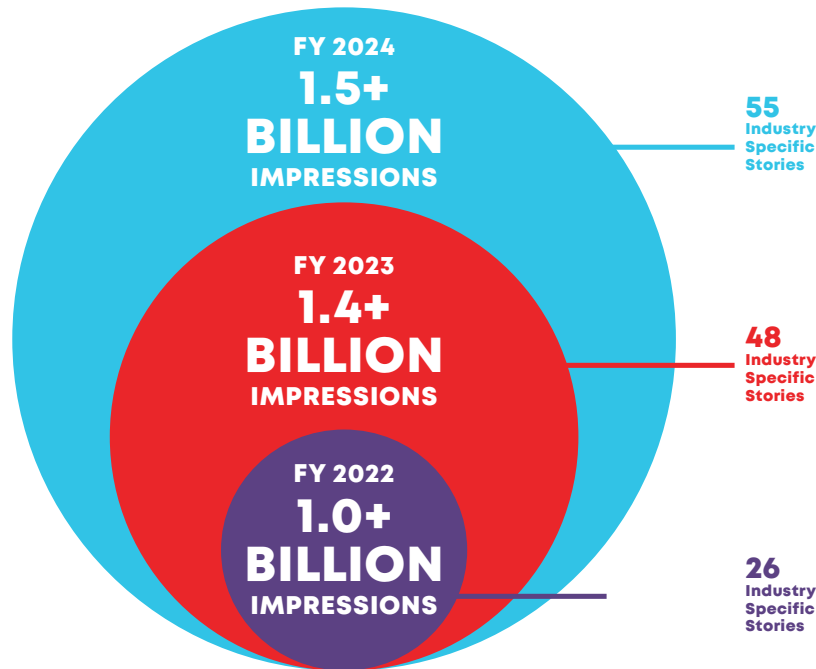 FY 2024
1.5+
BILLION
IMPRESSIONS
55
Industry
Specific
Stories
FY 2023
1.4+
BILLION
IMPRESSIONS
48
Industry
Specific
Stories
FY 2022
1.0+
BILLION
IMPRESSIONS
26
Industry
Specific
Stories